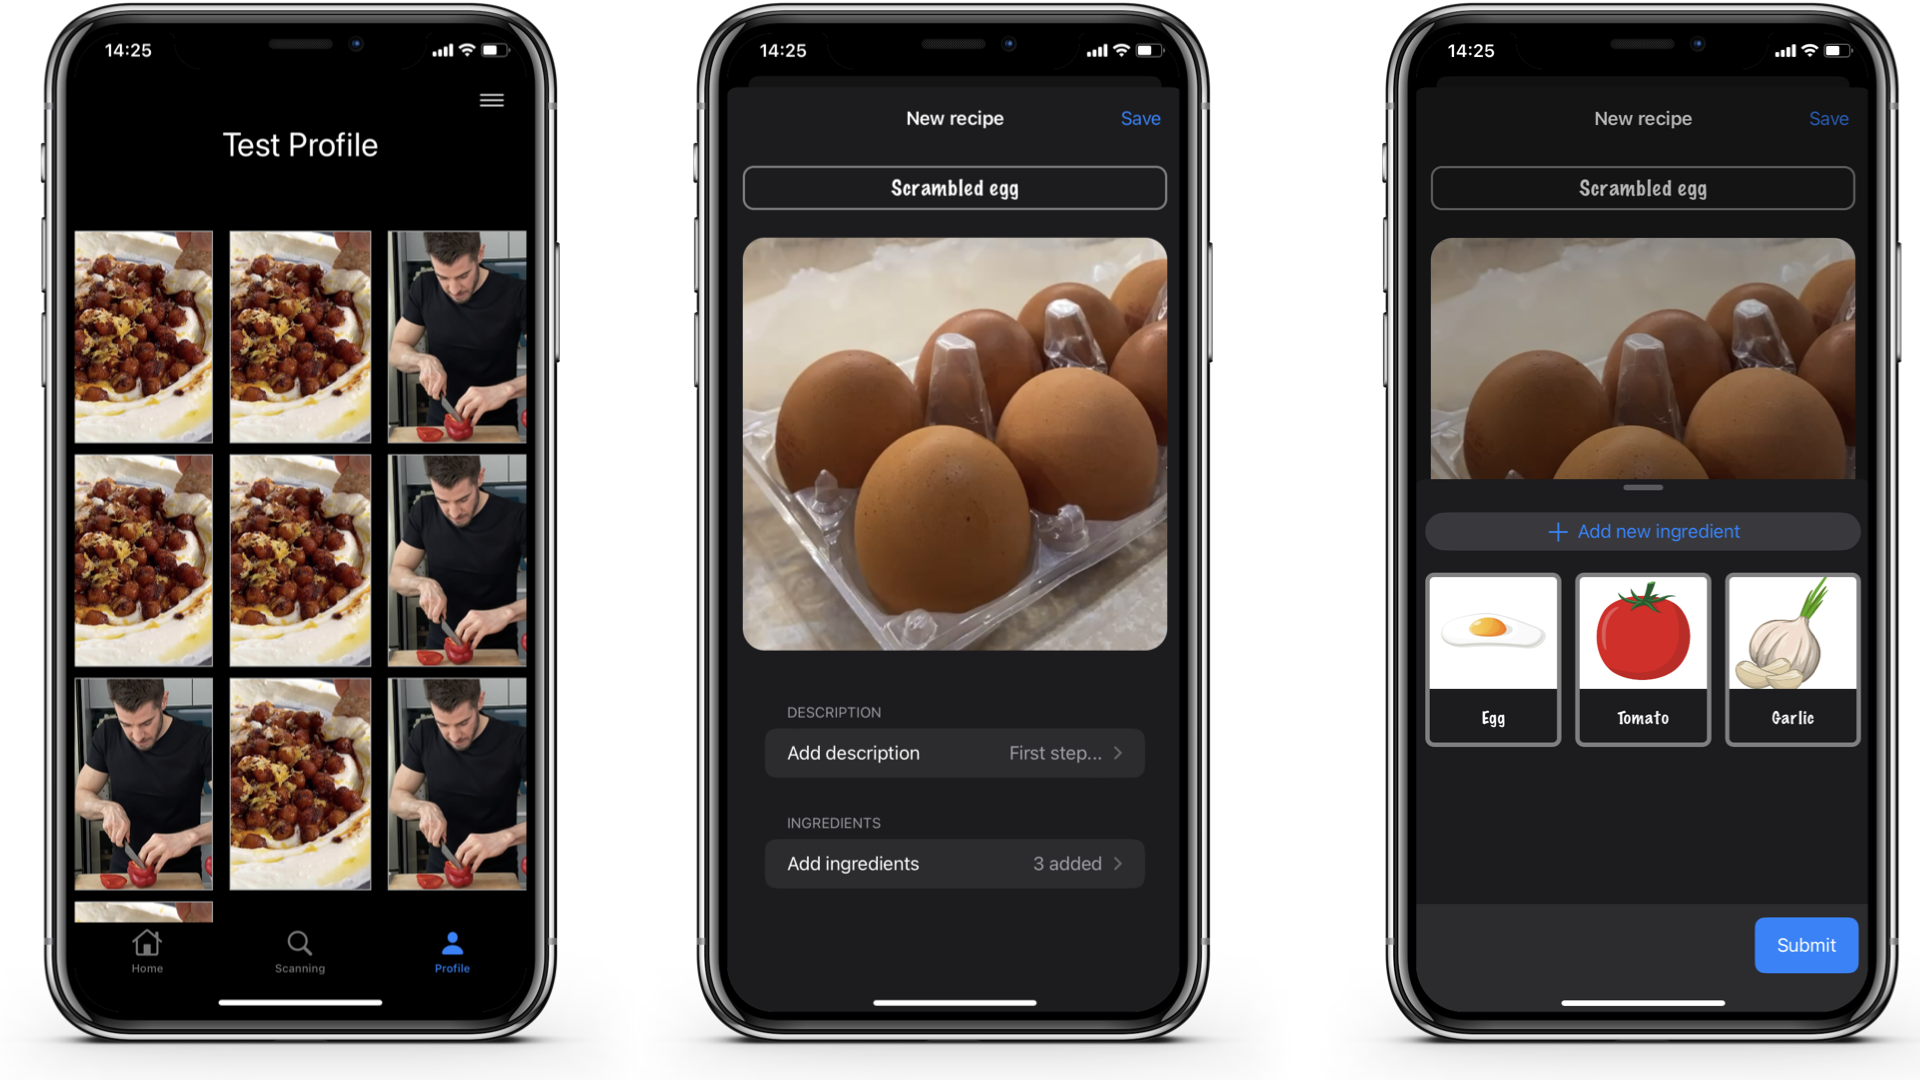 14:25
Test Profile
Home
Scanning
Profile
14:25
New recipe
Save
Scrambled egg
DESCRIPTION
Add description
First step...
INGREDIENTS
Add ingredients
3 added
14:25
New recipe
Save
Scrambled egg
Add new ingredient
Egg
Tomato
Garlic
Submit